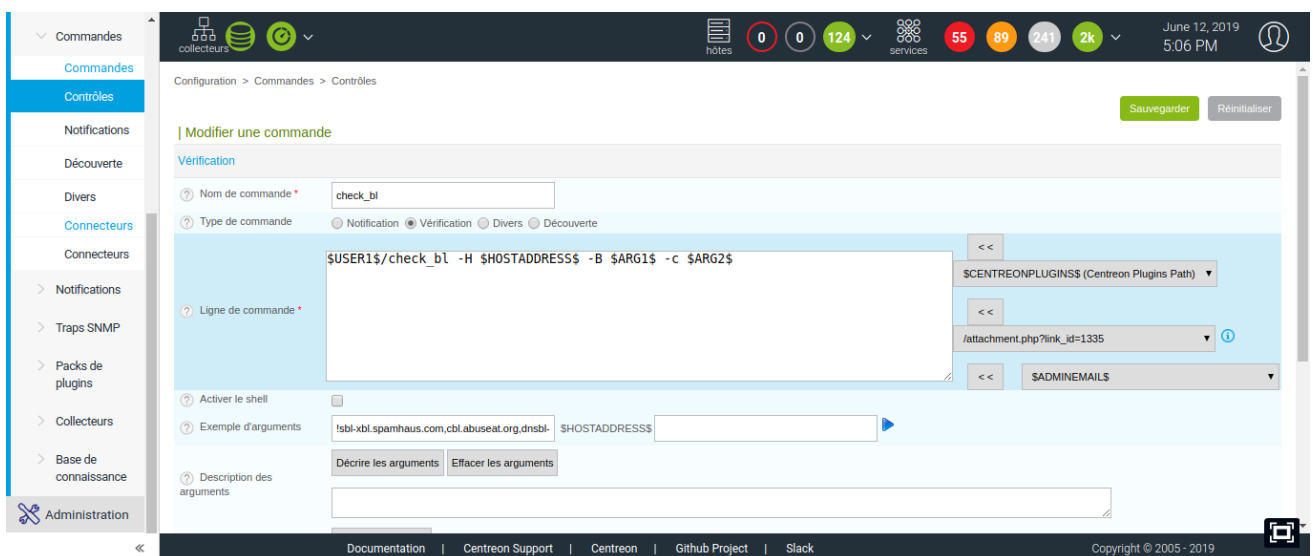 Commandes
Commandes
Contrôles
Notifications
Découverte
Divers
Connecteurs
Connecteurs
Notifications
Traps SNMP
Packs de
plugins
Collecteurs
Base de
connaissance
Administration
«
collecteurs
hôtes
0
0
124
services
55
89
241
2k
June 12, 2019
5:06 PM
Configuration > Commandes > Contrôles
Sauvegarder
Réinitialiser
| Modifier une commande
Vérification
? Nom de commande *
check_bl
? Type de commande
Notification Vérification Divers Découverte
? Ligne de commande *
$USER1$/check_bl -H $HOSTADDRESS$ -B $ARG1$ -c $ARG2$
<<
$CENTREONPLUGINS$ (Centreon Plugins Path)
<<
/attachment.php?link_id=1335
<<
$ADMINEMAIL$
? Activer le shell
? Exemple d'arguments
!sbl-xbl.spamhaus.com,cbl.abuseat.org,dnsbl-
$HOSTADDRESS$
? Description des
arguments
Décrire les arguments
Effacer les arguments
Documentation | Centreon Support | Centreon | Github Project | Slack
Copyright © 2005 - 2019